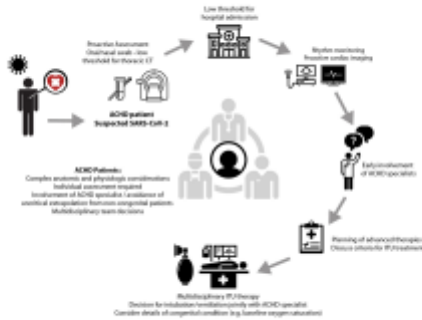 Low threshold for
hospital admission
Proactive Assessment
Oral/nasal swab - low
threshold for thoracic CT
Rhythm monitoring
Proactive cardiac imaging
ACHD patient
Suspected SARS-CoV-2
ACHD Patients:
Complex anatomic and physiologic considerations
Individual assessment required
Involvement of ACHD specialist / avoidance of
uncritical extrapolation from non congenital patients
Multidisciplinary team decisions
Early involvement
of ACHD specialists
Planning of advanced therapies
Discuss criteria for ITU treatment
Multidisciplinary ITU therapy
Decision for intubation/ventilation jointly with ACHD specialist
Consider details of congenital condition (e.g. baseline oxygen saturation)